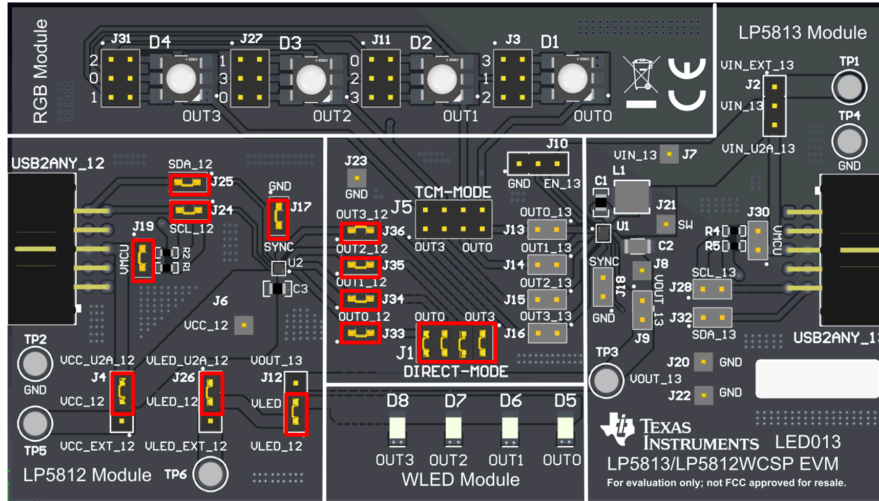 RGB Module
J31
D4
J27
D3
J11
D2
J3
D1
2
0
1
1
3
2
0
2
3
3
1
2
OUT3
OUT2
OUT1
OUT0
LP5813 Module
VIN_EXT_13
J2
TP1
VIN_13
TP4
VIN_U2A_13
GND
USB2ANY_12
SDA_12
J25
J24
SCL_12
GND
J17
SYNC
J19
VMCU
R2
R1
U2
C3
J6
VCC_12
TP2
GND
VCC_U2A_12
VLED_U2A_12
VOUT_13
J4
J26
J12
VCC_12
VLED_12
VLED
TP5
VCC_EXT_12
VLED_EXT_12
VLED_12
LP5812 Module
TP6
J23
GND
J10
GND
EN_13
TCM-MODE
J5
OUT3
OUT0
OUT3_12
J36
OUT2_12
J35
OUT1_12
J34
OUT0_12
J33
OUT0_13
J13
OUT1_13
J14
OUT2_13
J15
OUT3_13
J16
OUT0
OUT3
J1
DIRECT-MODE
D8
D7
D6
D5
OUT3
OUT2
OUT1
OUT0
WLED Module
VIN_13
J7
C1
L1
J21
SW
U1
C2
R4
R5
J30
VMCU
SYNC
J18
GND
J8
VOUT_13
J9
SCL_13
J28
J32
SDA_13
USB2ANY_13
TP3
VOUT_13
J20
GND
J22
GND
TEXAS
INSTRUMENTS
LED013
LP5813/LP5812WCSP EVM
For evaluation only; not FCC approved for resale.